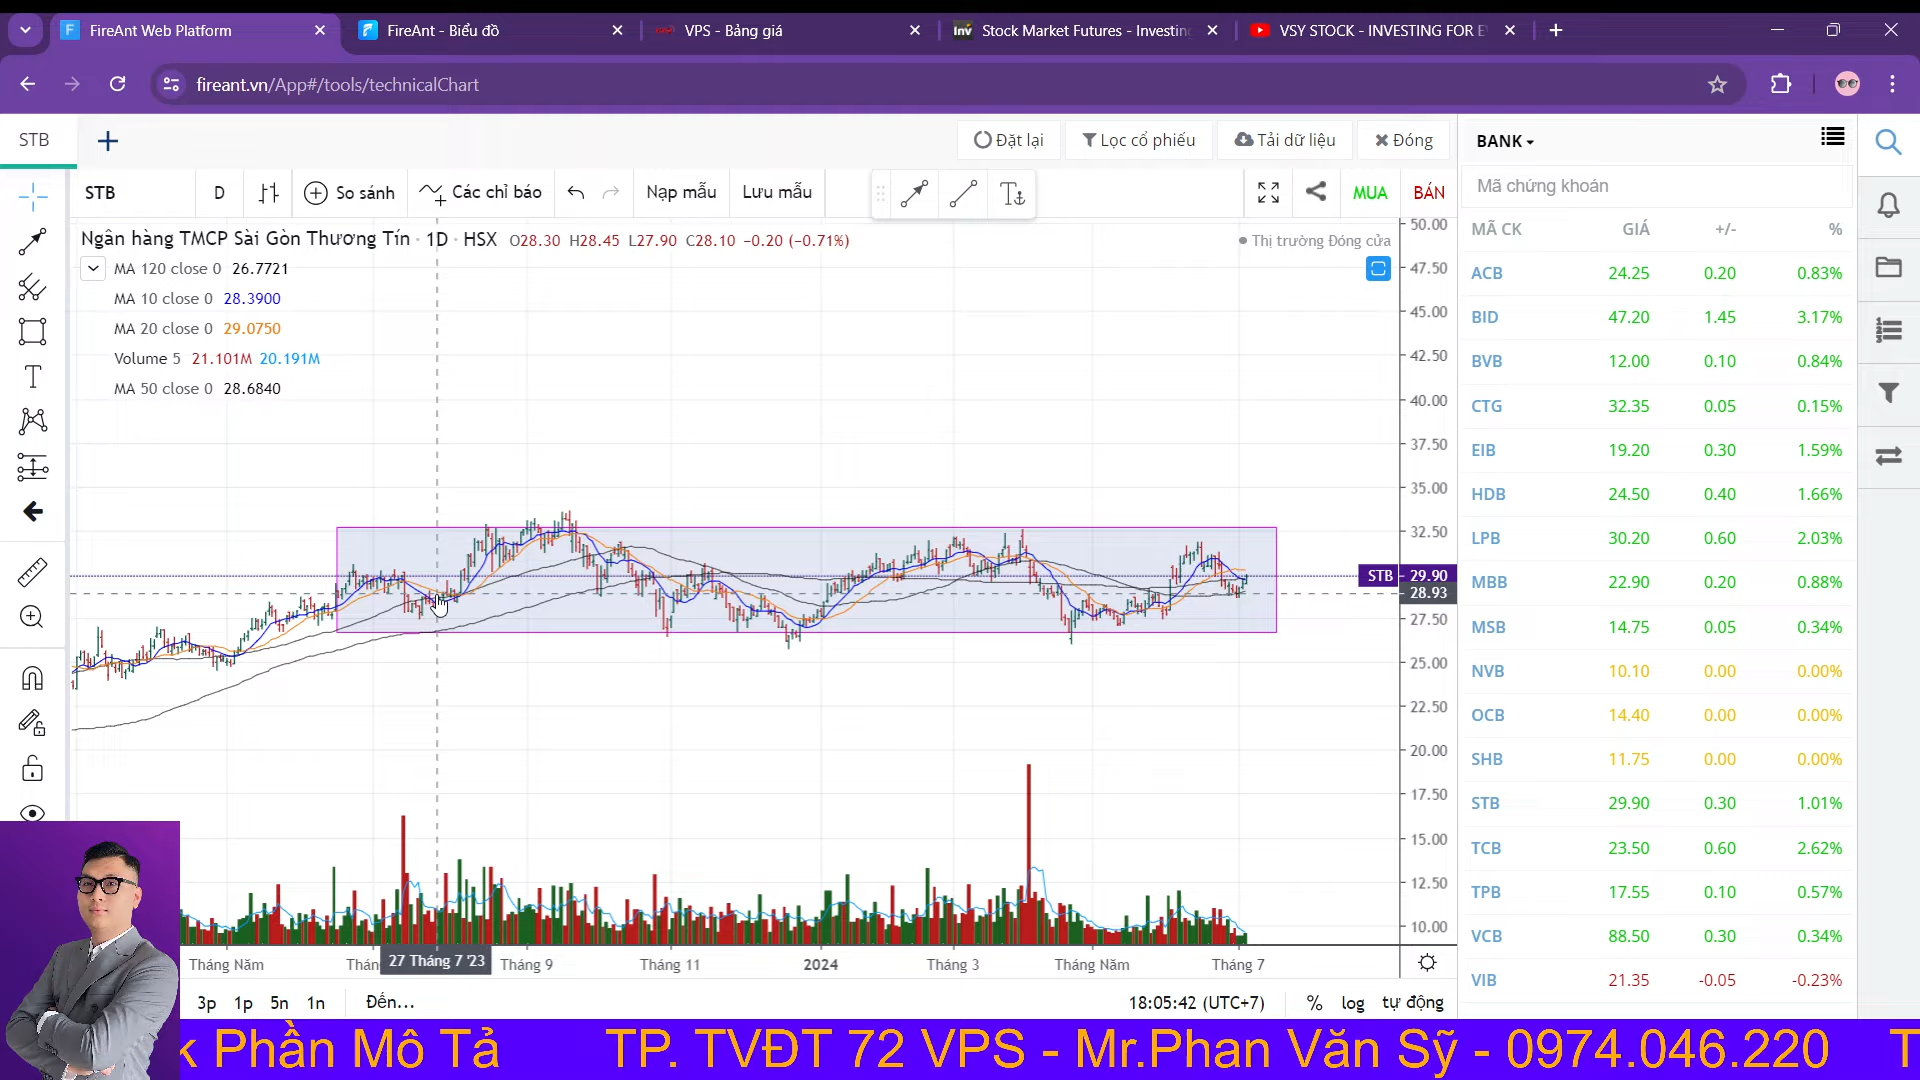 FireAnt Web Platform
FireAnt - Biểu đồ
VPS - Bảng giá
Stock Market Futures - Investing
VSY STOCK - INVESTING FOR E
fireant.vn/App#/tools/technicalChart
STB
Đặt lại
Lọc cổ phiếu
Tải dữ liệu
Đóng
STB
D
So sánh
Các chỉ báo
Nạp mẫu
Lưu mẫu
MUA
BÁN
Ngân hàng TMCP Sài Gòn Thương Tín · 1D · HSX O28.30 H28.45 L27.90 C28.10 −0.20 (−0.71%)
Thị trường Đóng cửa
MA 120 close 0 26.7721
MA 10 close 0 28.3900
MA 20 close 0 29.0750
Volume 5 21.101M 20.191M
MA 50 close 0 28.6840
50.00
47.50
45.00
42.50
40.00
37.50
35.00
32.50
STB 29.90
28.93
27.50
25.00
22.50
20.00
17.50
15.00
12.50
10.00
Tháng Năm
27 Tháng 7 '23
Tháng 9
Tháng 11
2024
Tháng 3
Tháng Năm
Tháng 7
3p 1p 5n 1n Đến...
18:05:42 (UTC+7) % log tự động
BANK
Mã chứng khoán
MÃ CK GIÁ +/- %
ACB 24.25 0.20 0.83%
BID 47.20 1.45 3.17%
BVB 12.00 0.10 0.84%
CTG 32.35 0.05 0.15%
EIB 19.20 0.30 1.59%
HDB 24.50 0.40 1.66%
LPB 30.20 0.60 2.03%
MBB 22.90 0.20 0.88%
MSB 14.75 0.05 0.34%
NVB 10.10 0.00 0.00%
OCB 14.40 0.00 0.00%
SHB 11.75 0.00 0.00%
STB 29.90 0.30 1.01%
TCB 23.50 0.60 2.62%
TPB 17.55 0.10 0.57%
VCB 88.50 0.30 0.34%
VIB 21.35 -0.05 -0.23%
k Phần Mô Tả TP. TVĐT 72 VPS - Mr.Phan Văn Sỹ - 0974.046.220 T